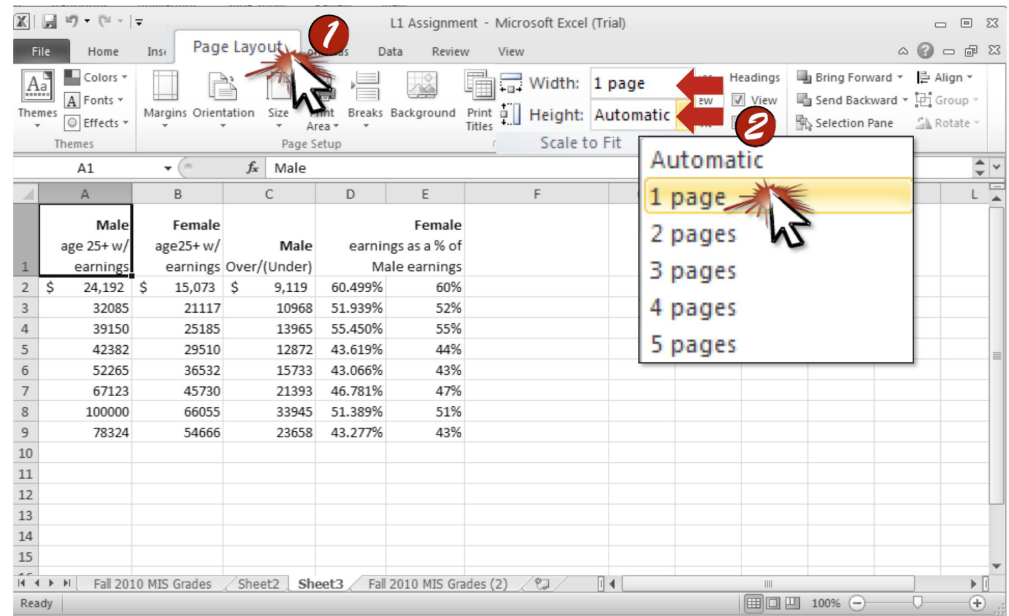 L1 Assignment - Microsoft Excel (Trial)
File Home Page Layout Data Review View
1
Themes Colors Fonts Effects Margins Orientation Size Breaks Background Print Titles
Width: 1 page
Height: Automatic
Headings
View
Bring Forward Align
Send Backward Group
Selection Pane Rotate
Themes Page Setup Scale to Fit
2
Automatic
1 page
2 pages
3 pages
4 pages
5 pages
A1 fx Male
A B C D E F L
1 Male age 25+ w/ earnings Female age25+ w/ earnings Male Over/(Under) Female earnings as a % of Male earnings
2 $ 24,192 $ 15,073 $ 9,119 60.499% 60%
3 32085 21117 10968 51.939% 52%
4 39150 25185 13965 55.450% 55%
5 42382 29510 12872 43.619% 44%
6 52265 36532 15733 43.066% 43%
7 67123 45730 21393 46.781% 47%
8 100000 66055 33945 51.389% 51%
9 78324 54666 23658 43.277% 43%
10
11
12
13
14
15
Fall 2010 MIS Grades Sheet2 Sheet3 Fall 2010 MIS Grades (2)
Ready 100%